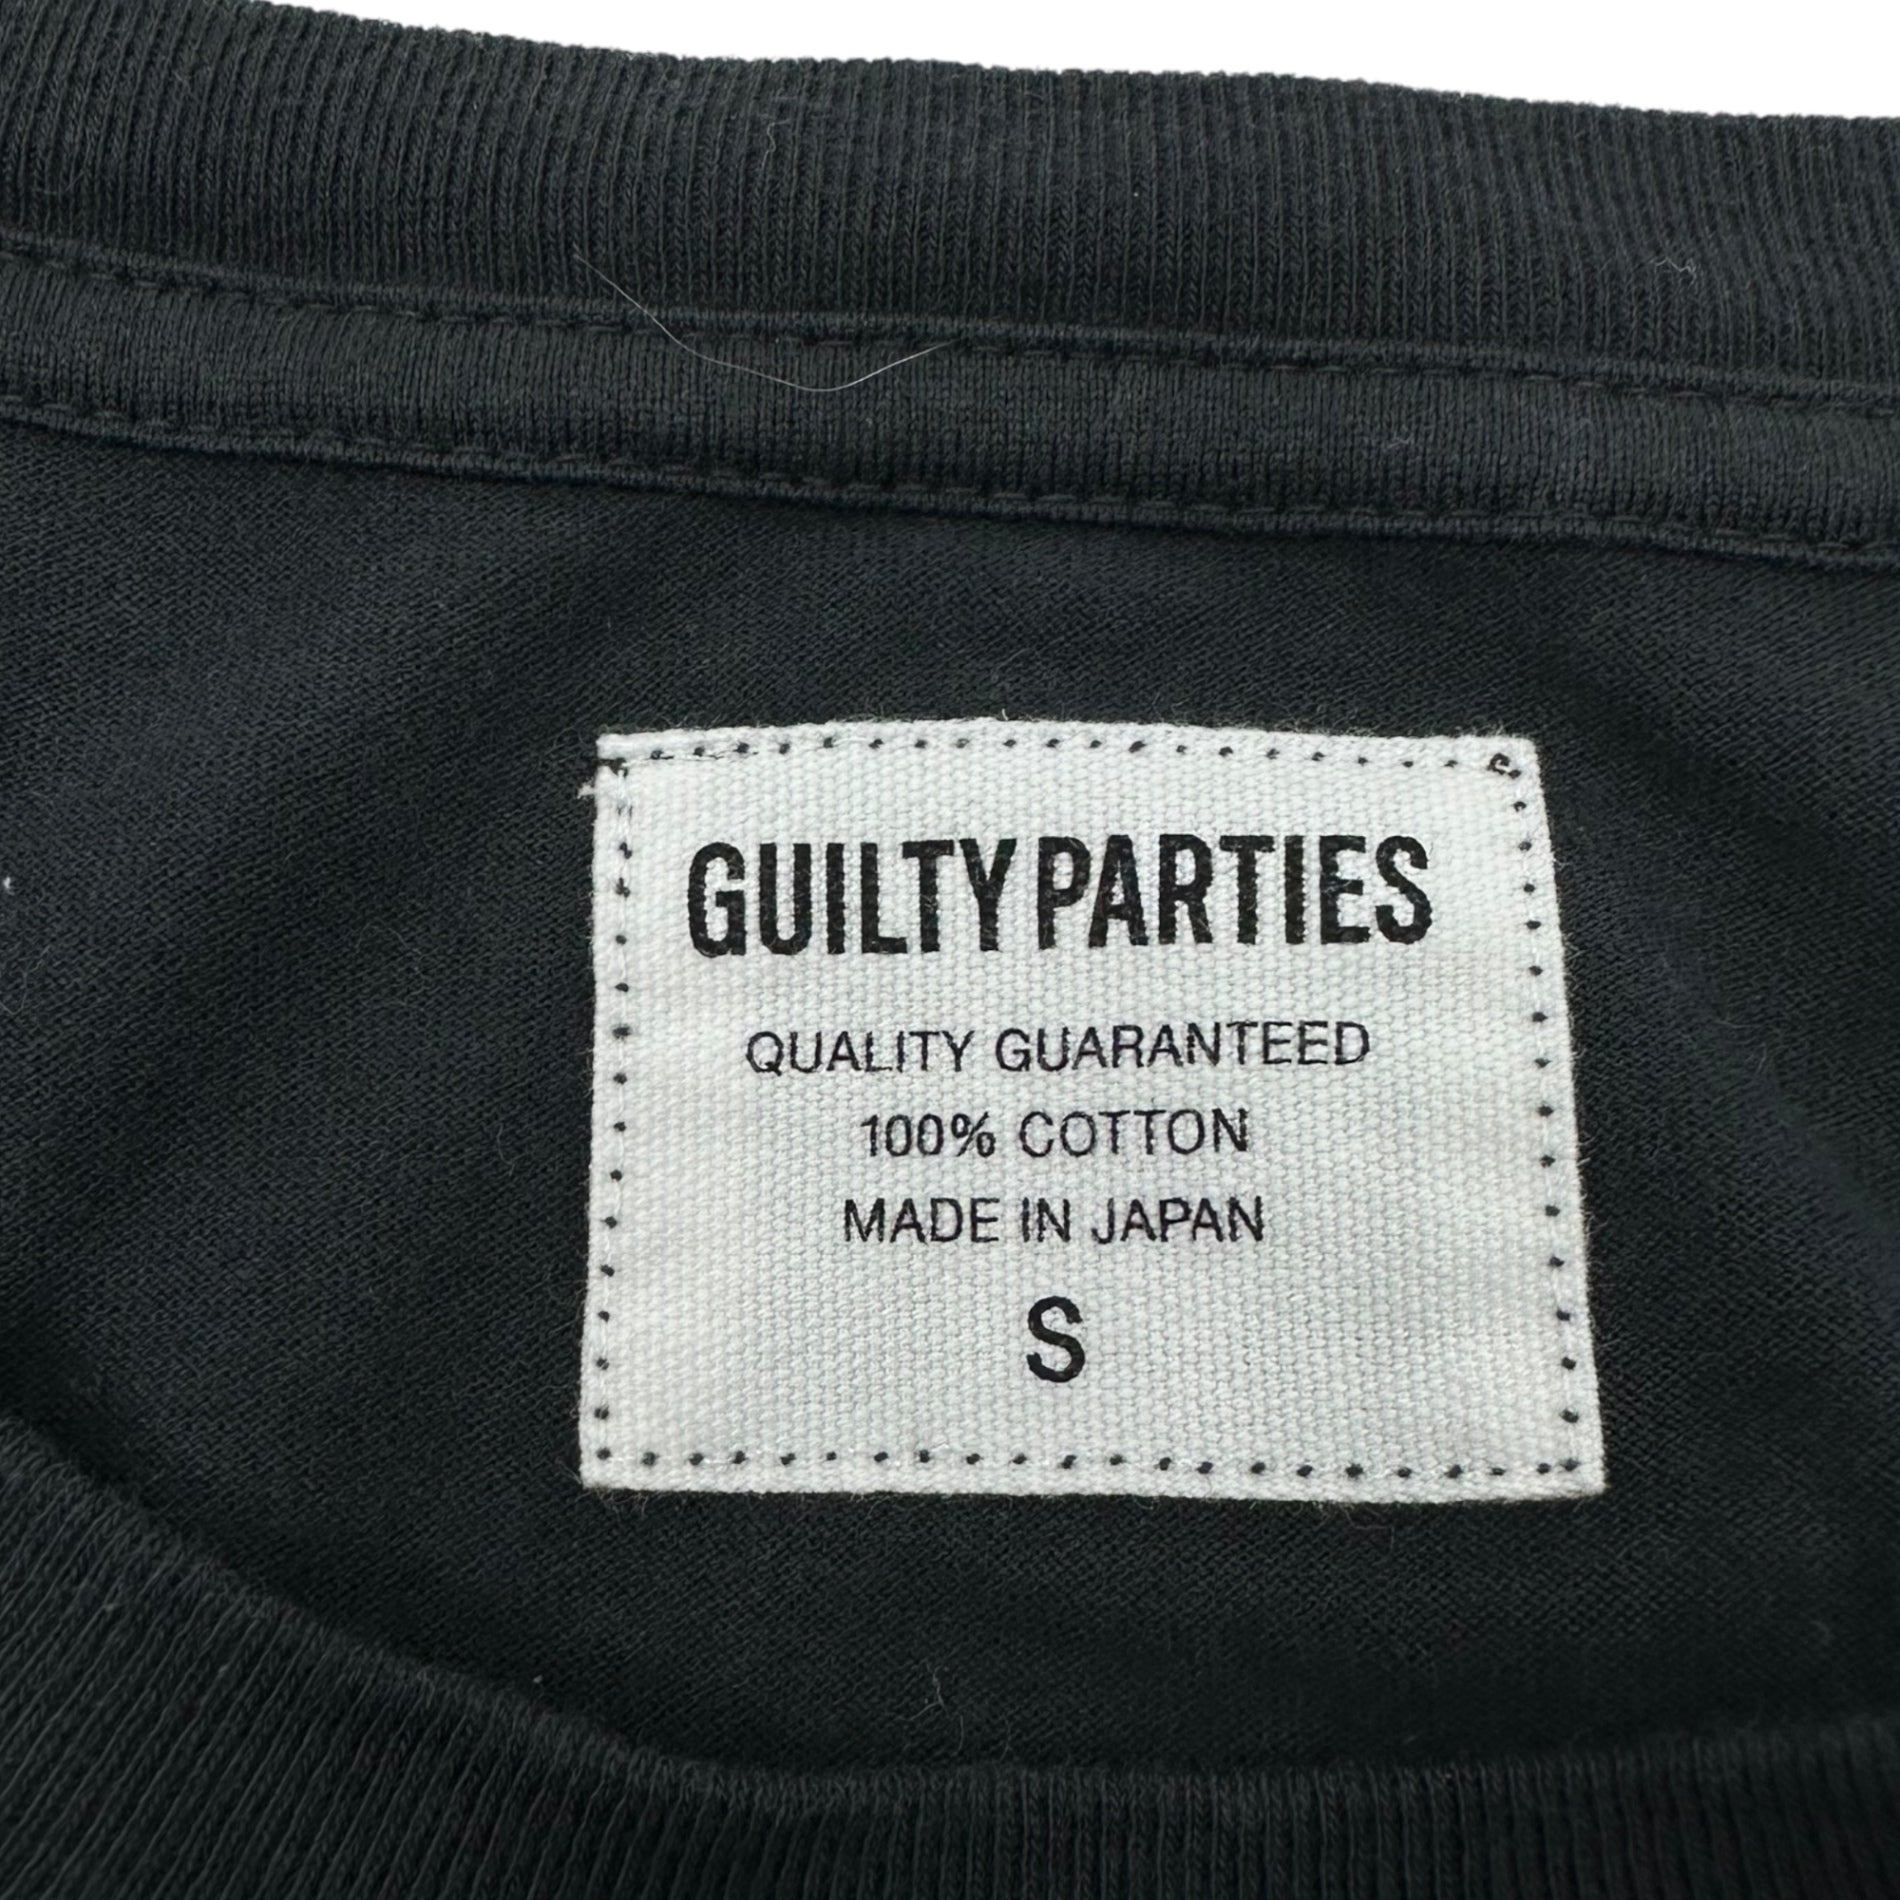 GUILTY PARTIES
QUALITY GUARANTEED
100% COTTON
MADE IN JAPAN
S